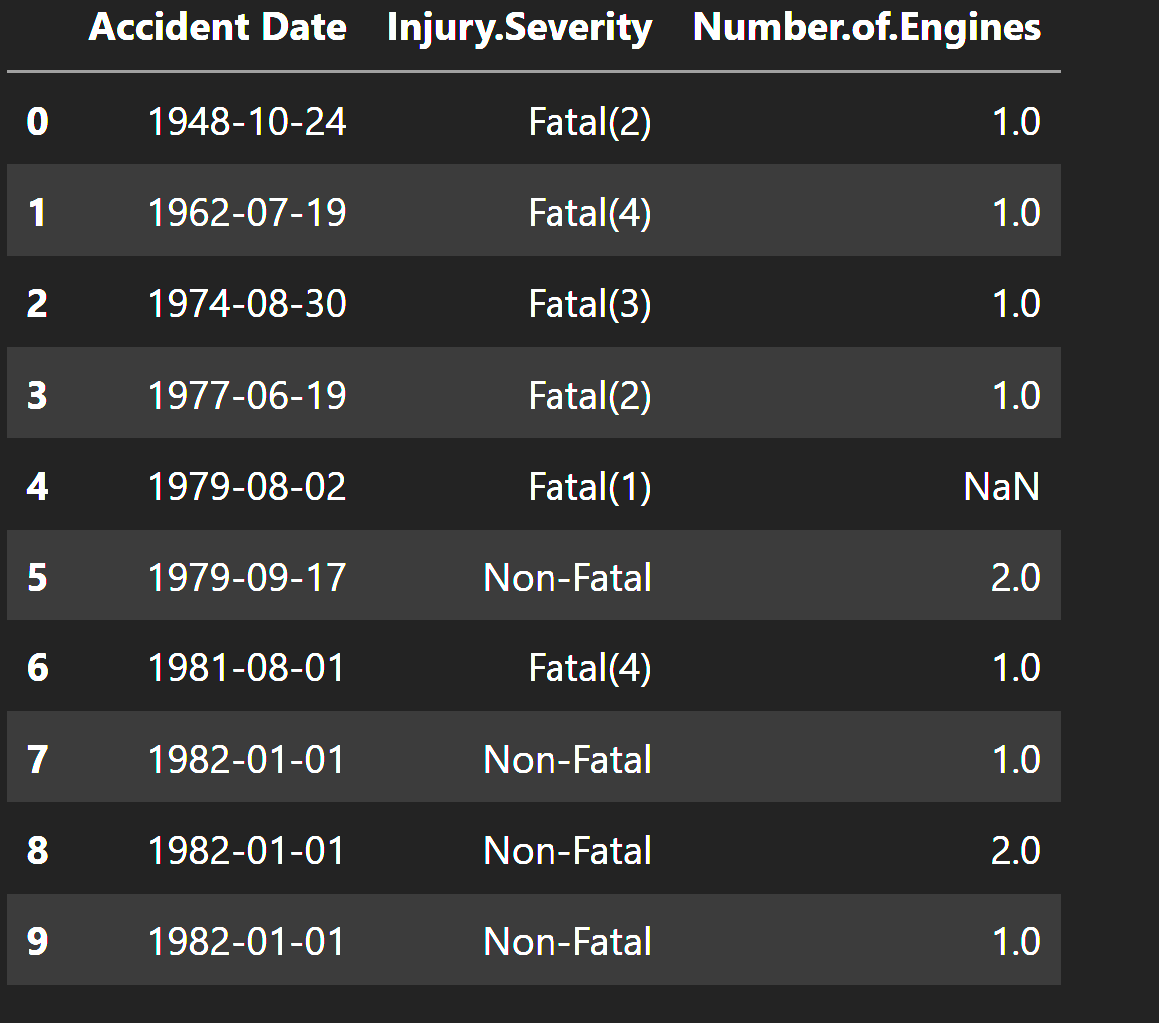 Accident Date Injury.Severity Number.of.Engines
0 1948-10-24 Fatal(2) 1.0
1 1962-07-19 Fatal(4) 1.0
2 1974-08-30 Fatal(3) 1.0
3 1977-06-19 Fatal(2) 1.0
4 1979-08-02 Fatal(1) NaN
5 1979-09-17 Non-Fatal 2.0
6 1981-08-01 Fatal(4) 1.0
7 1982-01-01 Non-Fatal 1.0
8 1982-01-01 Non-Fatal 2.0
9 1982-01-01 Non-Fatal 1.0